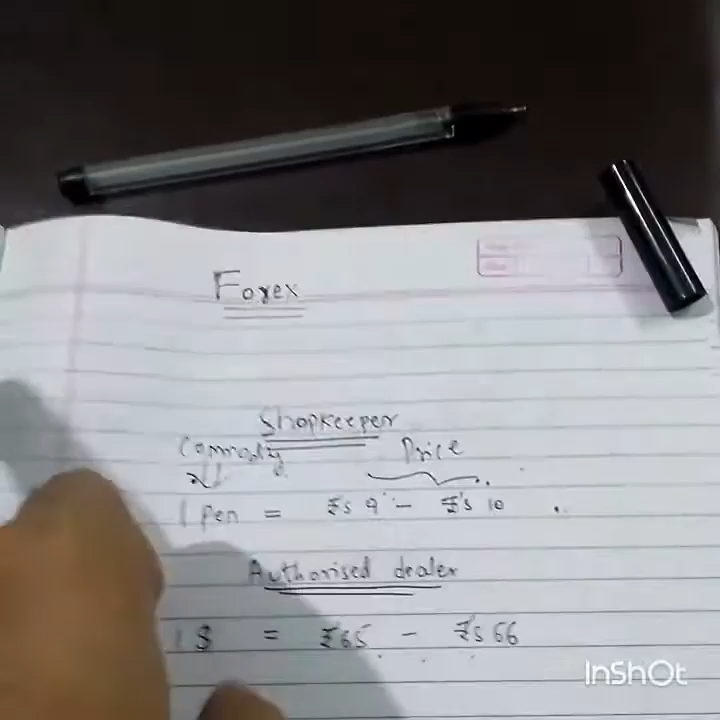 Forex
Shopkeeper
Commodity Price
1 Pen = ₹s 9 - ₹s 10
Authorised dealer
1 $ = ₹65 - ₹s 66
InShOt